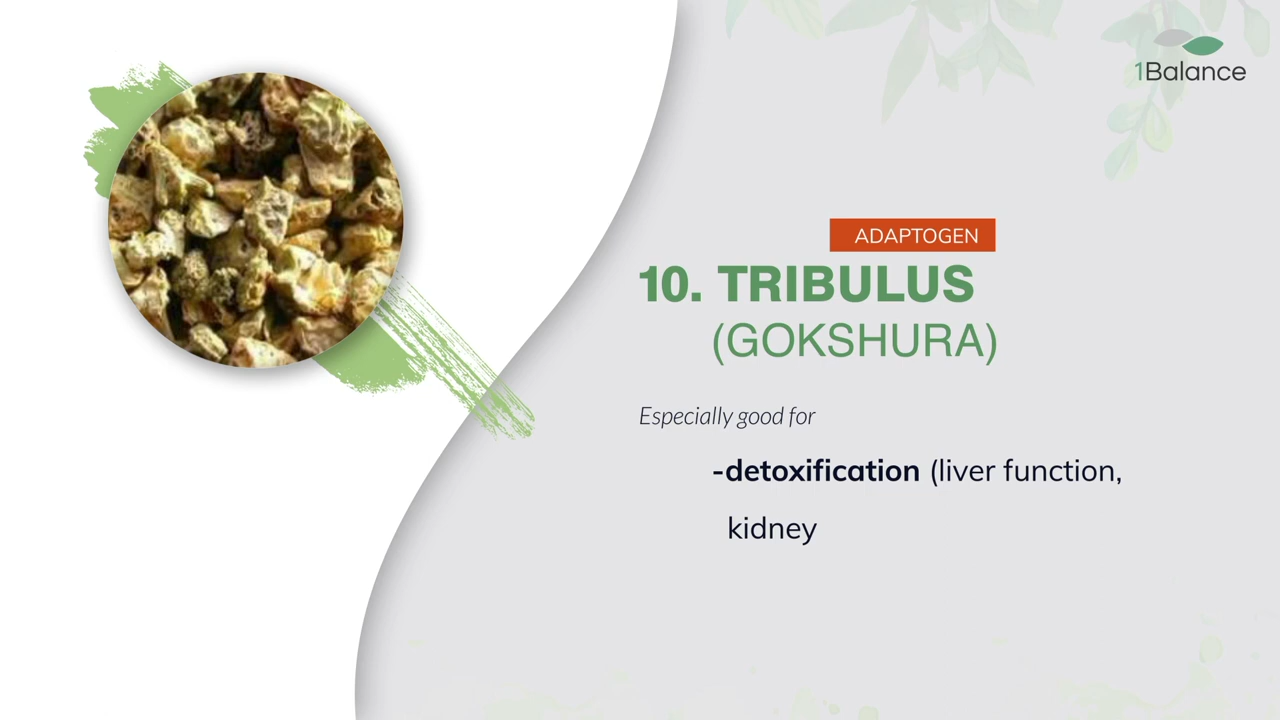 1Balance
ADAPTOGEN
10. TRIBULUS
(GOKSHURA)
Especially good for
-detoxification (liver function,
kidney